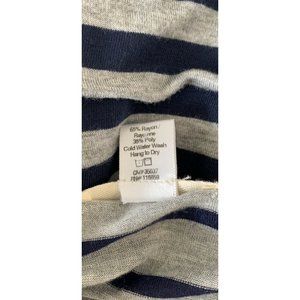 65% Rayon/
Rayonne
35% Poly
Cold Water Wash
Hang to Dry